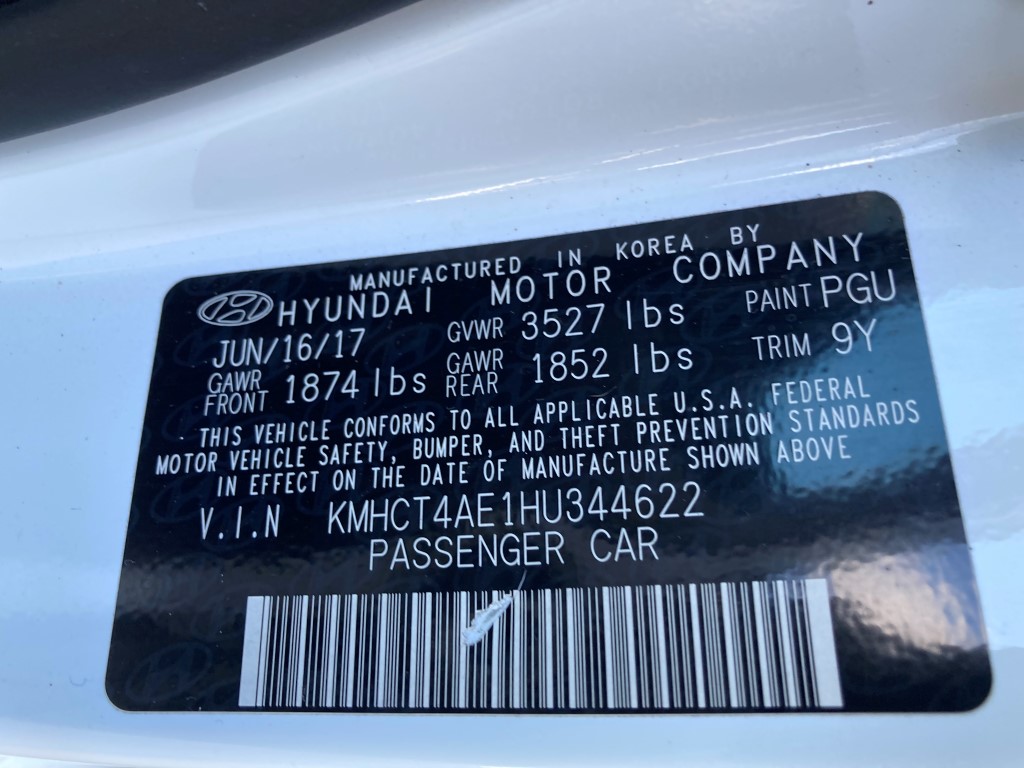 MANUFACTURED IN KOREA BY
HYUNDAI MOTOR COMPANY
JUN/16/17 GVWR 3527 lbs PAINT PGU
GAWR FRONT 1874 lbs GAWR REAR 1852 lbs TRIM 9Y
THIS VEHICLE CONFORMS TO ALL APPLICABLE U.S.A. FEDERAL
MOTOR VEHICLE SAFETY, BUMPER, AND THEFT PREVENTION STANDARDS
IN EFFECT ON THE DATE OF MANUFACTURE SHOWN ABOVE
V.I.N KMHCT4AE1HU344622
PASSENGER CAR